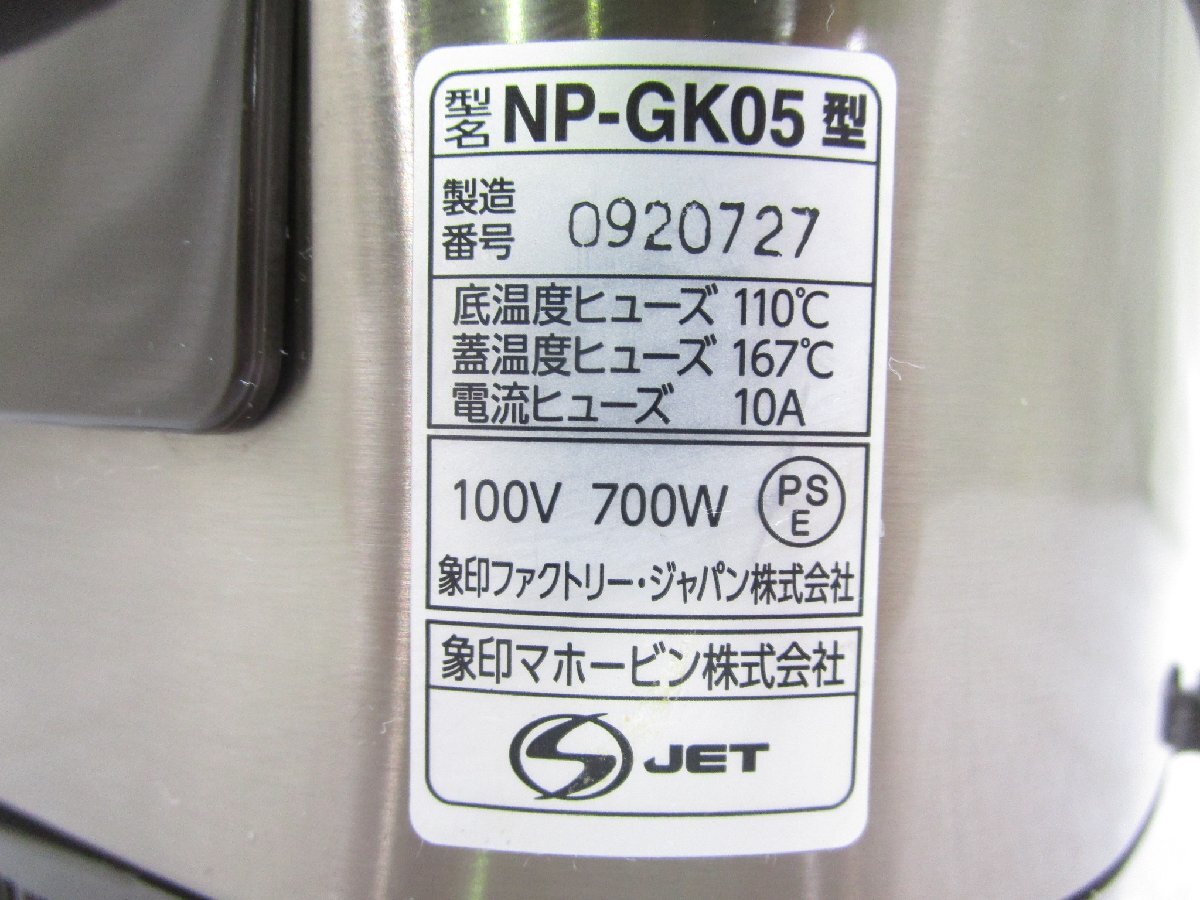 型名 NP-GK05 型
製造番号 0920727
底温度ヒューズ 110℃
蓋温度ヒューズ 167℃
電流ヒューズ 10A
100V 700W PSE
象印ファクトリー・ジャパン株式会社
象印マホービン株式会社
S JET